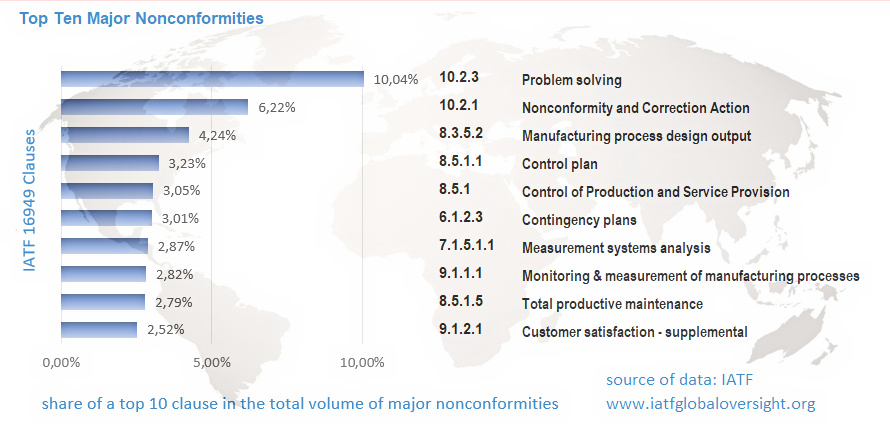 Top Ten Major Nonconformities
IATF 16949 Clauses
10,04% 10.2.3 Problem solving
6,22% 10.2.1 Nonconformity and Correction Action
4,24% 8.3.5.2 Manufacturing process design output
3,23% 8.5.1.1 Control plan
3,05% 8.5.1 Control of Production and Service Provision
3,01% 6.1.2.3 Contingency plans
2,87% 7.1.5.1.1 Measurement systems analysis
2,82% 9.1.1.1 Monitoring & measurement of manufacturing processes
2,79% 8.5.1.5 Total productive maintenance
2,52% 9.1.2.1 Customer satisfaction - supplemental
0,00% 5,00% 10,00%
source of data: IATF
share of a top 10 clause in the total volume of major nonconformities
www.iatfglobaloversight.org